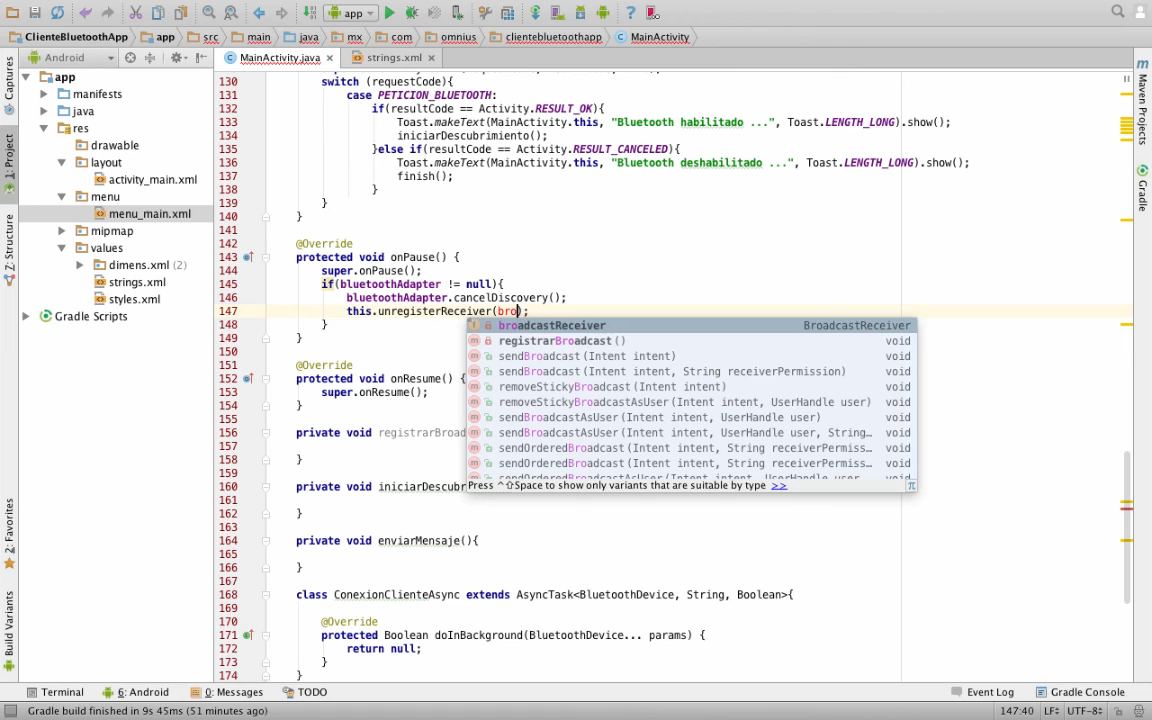 app
ClienteBluetoothApp app src main java mx com omnius clientebluetoothapp MainActivity
Android
MainActivity.java
strings.xml
Captures
1: Project
Z: Structure
2: Favorites
Build Variants
Maven Projects
Gradle
app
manifests
java
res
drawable
layout
activity_main.xml
menu
menu_main.xml
mipmap
values
dimens.xml (2)
strings.xml
styles.xml
Gradle Scripts
130 switch (requestCode){
131 case PETICION_BLUETOOTH:
132 if(resultCode == Activity.RESULT_OK){
133 Toast.makeText(MainActivity.this, "Bluetooth habilitado ...", Toast.LENGTH_LONG).show();
134 iniciarDescubrimiento();
135 }else if(resultCode == Activity.RESULT_CANCELED){
136 Toast.makeText(MainActivity.this, "Bluetooth deshabilitado ...", Toast.LENGTH_LONG).show();
137 finish();
138 }
139 }
140 }
141
142 @Override
143 protected void onPause() {
144 super.onPause();
145 if(bluetoothAdapter != null){
146 bluetoothAdapter.cancelDiscovery();
147 this.unregisterReceiver(bro);
148 }
149 }
150
151 @Override
152 protected void onResume() {
153 super.onResume();
154 }
155
156 private void registrarBroad
157
158 }
159
160 private void iniciarDescubr
161
162 }
163
164 private void enviarMensaje(){
165
166 }
167
168 class ConexionClienteAsync extends AsyncTask<BluetoothDevice, String, Boolean>{
169
170 @Override
171 protected Boolean doInBackground(BluetoothDevice... params) {
172 return null;
173 }
174 }
broadcastReceiver BroadcastReceiver
registrarBroadcast() void
sendBroadcast(Intent intent) void
sendBroadcast(Intent intent, String receiverPermission) void
removeStickyBroadcast(Intent intent) void
removeStickyBroadcastAsUser(Intent intent, UserHandle user) void
sendBroadcastAsUser(Intent intent, UserHandle user) void
sendBroadcastAsUser(Intent intent, UserHandle user, String… void
sendOrderedBroadcast(Intent intent, String receiverPermiss… void
sendOrderedBroadcast(Intent intent, String receiverPermiss… void
sendOrderedBroadcastAsUser(Intent intent, UserHandle user, void
Press ^⇧Space to show only variants that are suitable by type >> π
Terminal 6: Android 0: Messages TODO Event Log Gradle Console
Gradle build finished in 9s 45ms (51 minutes ago) 147:40 LF÷ UTF-8÷